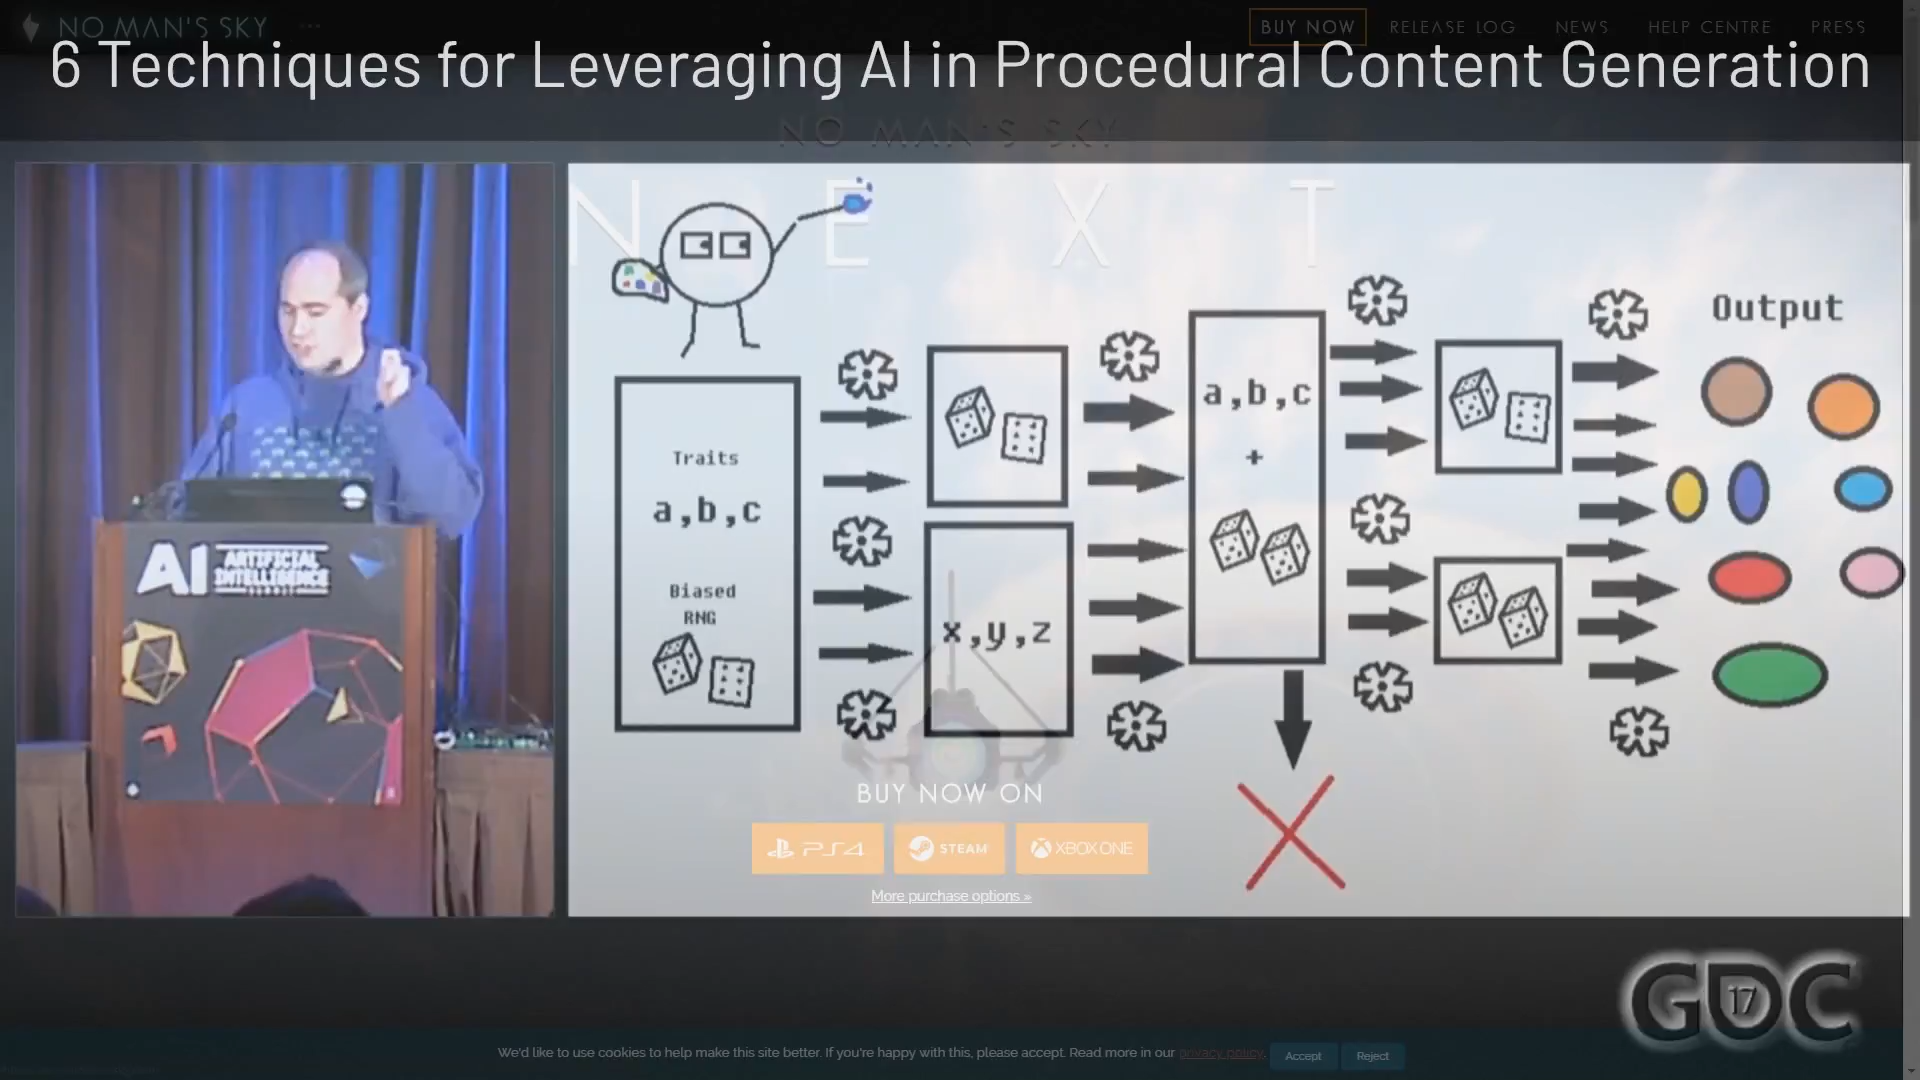 NO MAN'S SKY
BUY NOW
RELEASE LOG
NEWS
HELP CENTRE
PRESS
6 Techniques for Leveraging AI in Procedural Content Generation
NO MAN'S SKY
N E X T
Output
Traits
a,b,c
Biased
RNG
x,y,z
a,b,c
+
AI
ARTIFICIAL
INTELLIGENCE
BUY NOW ON
PS4
STEAM
XBOX ONE
More purchase options »
GDC
17
We'd like to use cookies to help make this site better. If you're happy with this, please accept. Read more in our privacy policy.
Accept
Reject